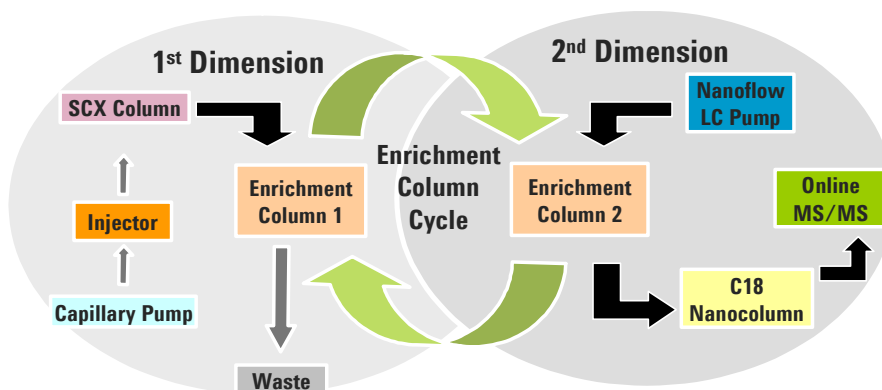 1st Dimension
2nd Dimension
SCX Column
Nanoflow
LC Pump
Enrichment
Column
Cycle
Enrichment
Column 1
Enrichment
Column 2
Online
MS/MS
Injector
C18
Nanocolumn
Capillary Pump
Waste